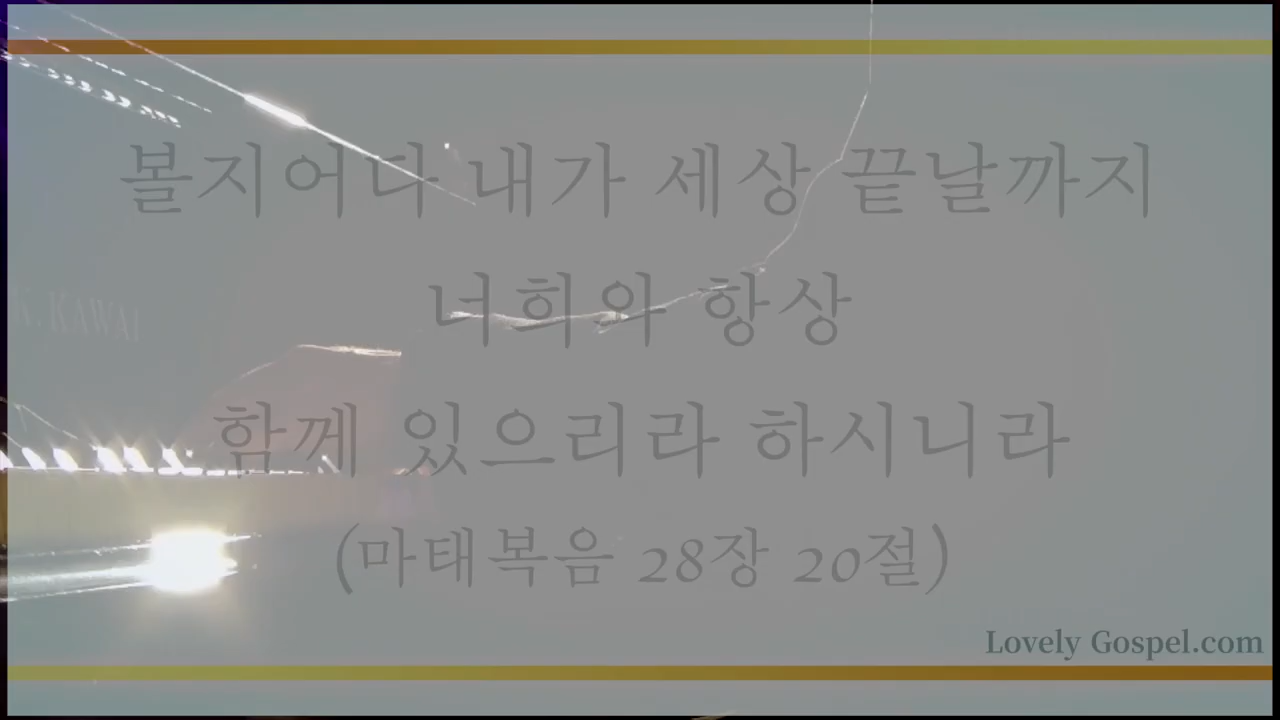 볼지어다 내가 세상 끝날까지
너희와 항상
함께 있으리라 하시니라
(마태복음 28장 20절)
K.KAWAI
Lovely Gospel.com